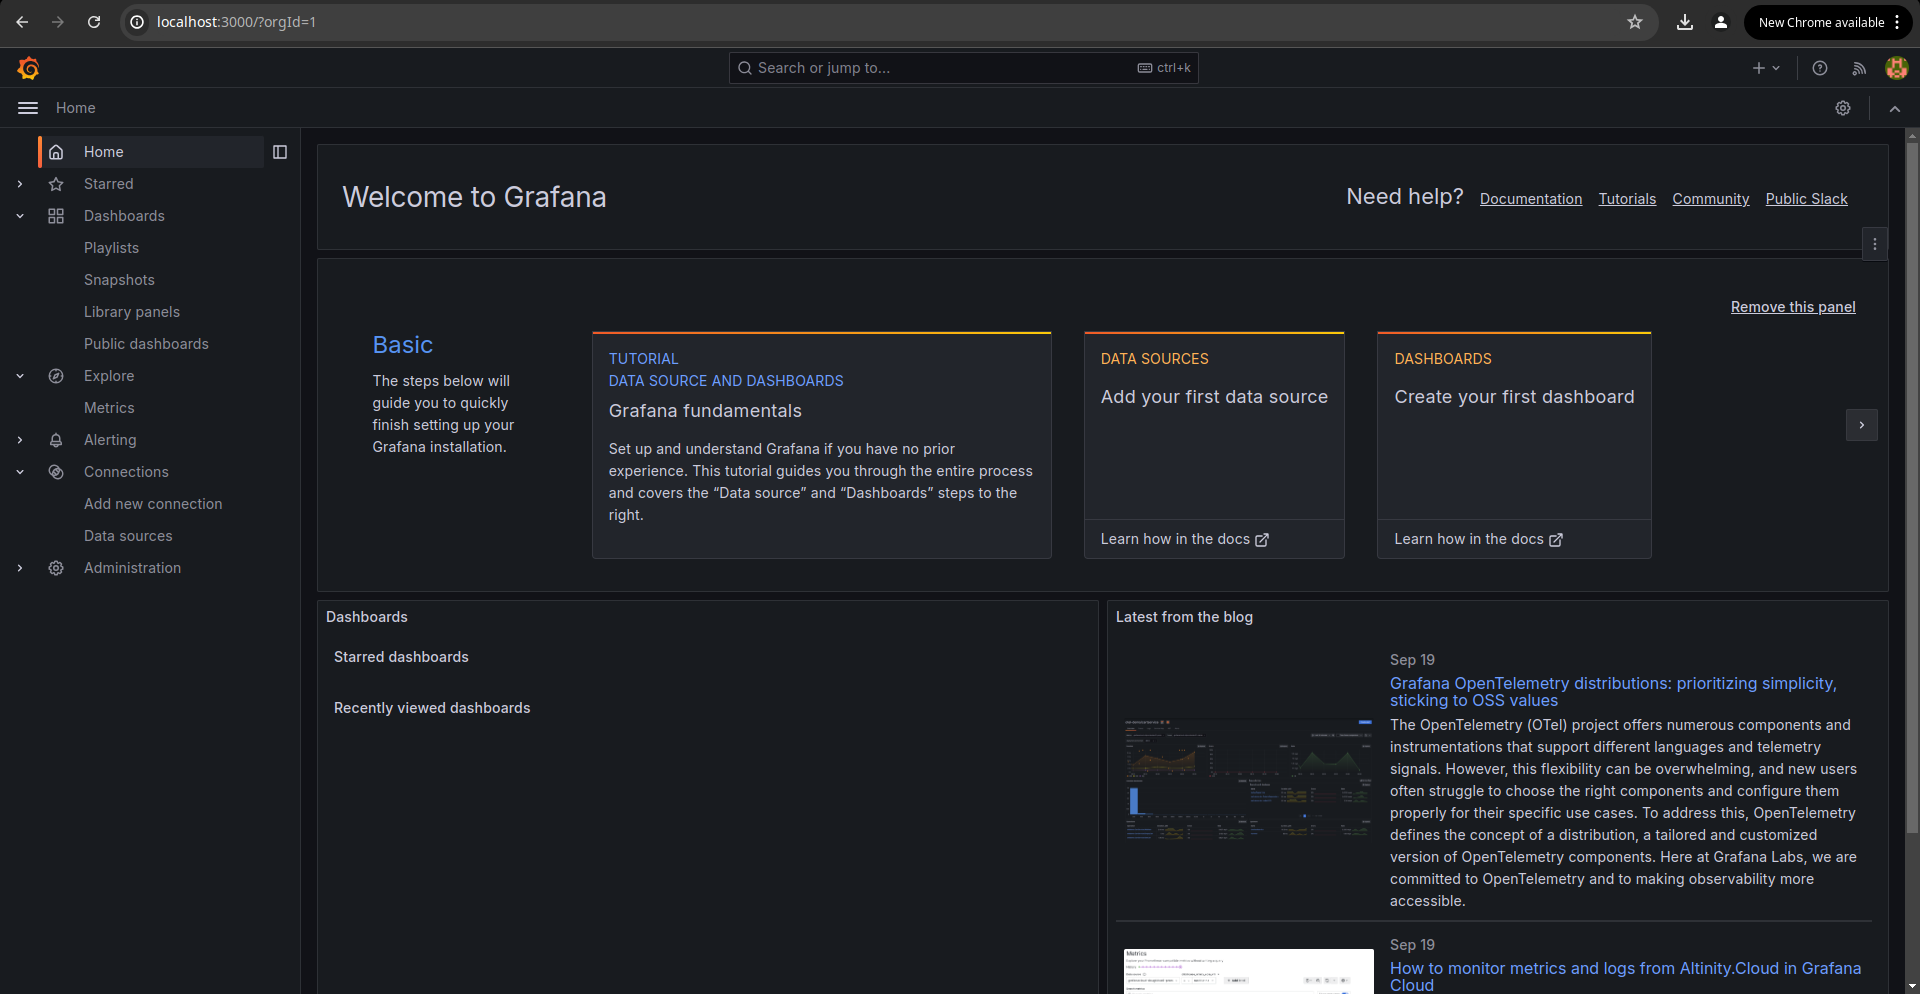 localhost:3000/?orgId=1
New Chrome available
Search or jump to...
ctrl+k
Home
Home
Starred
Dashboards
Playlists
Snapshots
Library panels
Public dashboards
Explore
Metrics
Alerting
Connections
Add new connection
Data sources
Administration
Welcome to Grafana
Need help?
Documentation
Tutorials
Community
Public Slack
Remove this panel
Basic
The steps below will
guide you to quickly
finish setting up your
Grafana installation.
TUTORIAL
DATA SOURCE AND DASHBOARDS
Grafana fundamentals
Set up and understand Grafana if you have no prior
experience. This tutorial guides you through the entire process
and covers the “Data source” and “Dashboards” steps to the
right.
DATA SOURCES
Add your first data source
Learn how in the docs
DASHBOARDS
Create your first dashboard
Learn how in the docs
Dashboards
Starred dashboards
Recently viewed dashboards
Latest from the blog
Sep 19
Grafana OpenTelemetry distributions: prioritizing simplicity,
sticking to OSS values
The OpenTelemetry (OTel) project offers numerous components and
instrumentations that support different languages and telemetry
signals. However, this flexibility can be overwhelming, and new users
often struggle to choose the right components and configure them
properly for their specific use cases. To address this, OpenTelemetry
defines the concept of a distribution, a tailored and customized
version of OpenTelemetry components. Here at Grafana Labs, we are
committed to OpenTelemetry and to making observability more
accessible.
Metrics
Sep 19
How to monitor metrics and logs from Altinity.Cloud in Grafana
Cloud